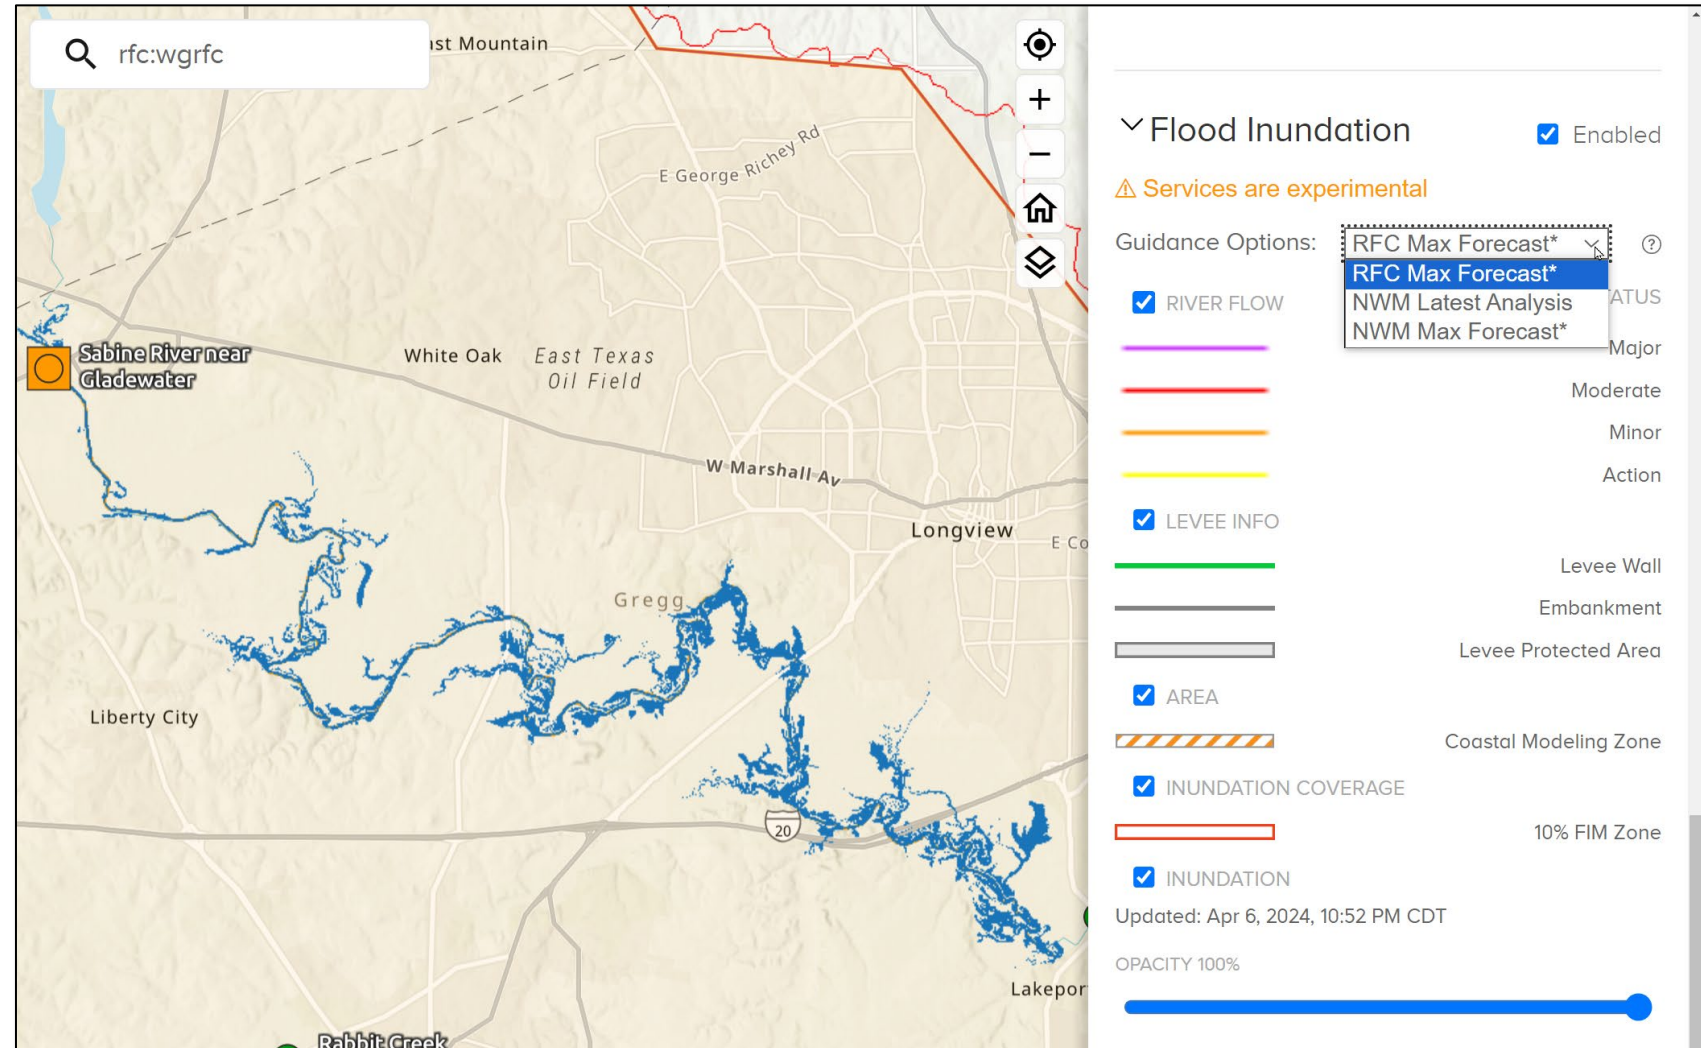 rfc:wgrfc
ast Mountain
E George Richey Rd
Sabine River near
Gladewater
White Oak
East Texas
Oil Field
W Marshall Av
Longview
E Co
Gregg
Liberty City
20
Lakepor
Rabbit Creek
Flood Inundation
Enabled
Services are experimental
Guidance Options:
RFC Max Forecast*
?
RFC Max Forecast*
NWM Latest Analysis
NWM Max Forecast*
RIVER FLOW
ATUS
Major
Moderate
Minor
Action
LEVEE INFO
Levee Wall
Embankment
Levee Protected Area
AREA
Coastal Modeling Zone
INUNDATION COVERAGE
10% FIM Zone
INUNDATION
Updated: Apr 6, 2024, 10:52 PM CDT
OPACITY 100%